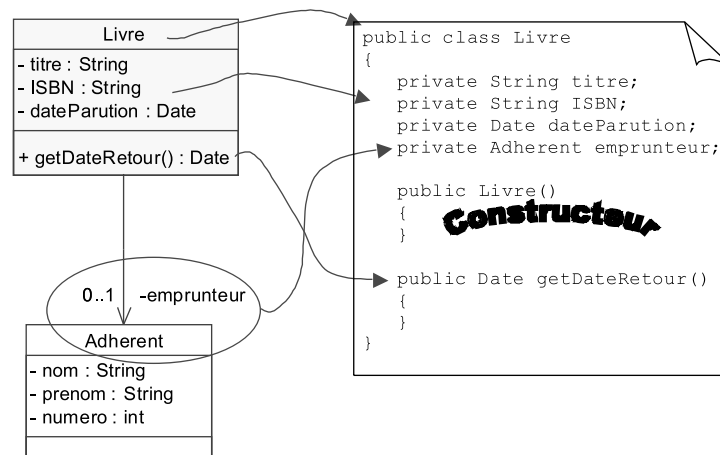 Livre
- titre : String
- ISBN : String
- dateParution : Date
+ getDateRetour() : Date
0..1 -emprunteur
Adherent
- nom : String
- prenom : String
- numero : int
public class Livre
{
private String titre;
private String ISBN;
private Date dateParution;
private Adherent emprunteur;
public Livre()
{
Constructeur
}
public Date getDateRetour()
{
}
}